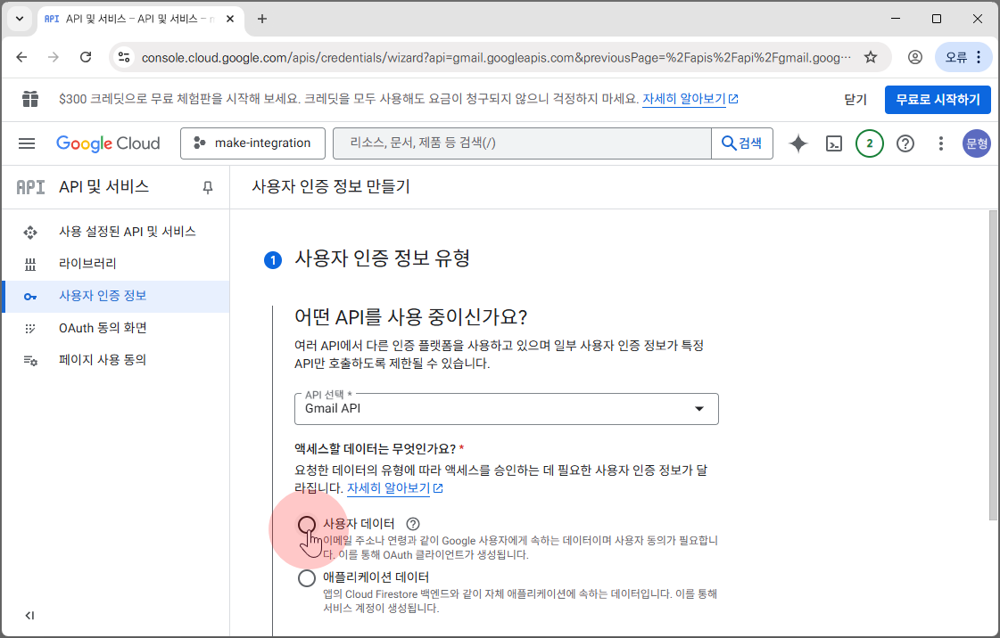 API API 및 서비스 – API 및 서비스 –
console.cloud.google.com/apis/credentials/wizard?api=gmail.googleapis.com&previousPage=%2Fapis%2Fapi%2Fgmail.goog…
오류
$300 크레딧으로 무료 체험판을 시작해 보세요. 크레딧을 모두 사용해도 요금이 청구되지 않으니 걱정하지 마세요. 자세히 알아보기
닫기
무료로 시작하기
Google Cloud
make-integration
리소스, 문서, 제품 등 검색(/)
검색
2
문형
API API 및 서비스
사용자 인증 정보 만들기
사용 설정된 API 및 서비스
라이브러리
사용자 인증 정보
OAuth 동의 화면
페이지 사용 동의
1 사용자 인증 정보 유형
어떤 API를 사용 중이신가요?
여러 API에서 다른 인증 플랫폼을 사용하고 있으며 일부 사용자 인증 정보가 특정
API만 호출하도록 제한될 수 있습니다.
API 선택 *
Gmail API
액세스할 데이터는 무엇인가요? *
요청한 데이터의 유형에 따라 액세스를 승인하는 데 필요한 사용자 인증 정보가 달
라집니다. 자세히 알아보기
사용자 데이터
이메일 주소나 연령과 같이 Google 사용자에게 속하는 데이터이며 사용자 동의가 필요합니
다. 이를 통해 OAuth 클라이언트가 생성됩니다.
애플리케이션 데이터
앱의 Cloud Firestore 백엔드와 같이 자체 애플리케이션에 속하는 데이터입니다. 이를 통해
서비스 계정이 생성됩니다.